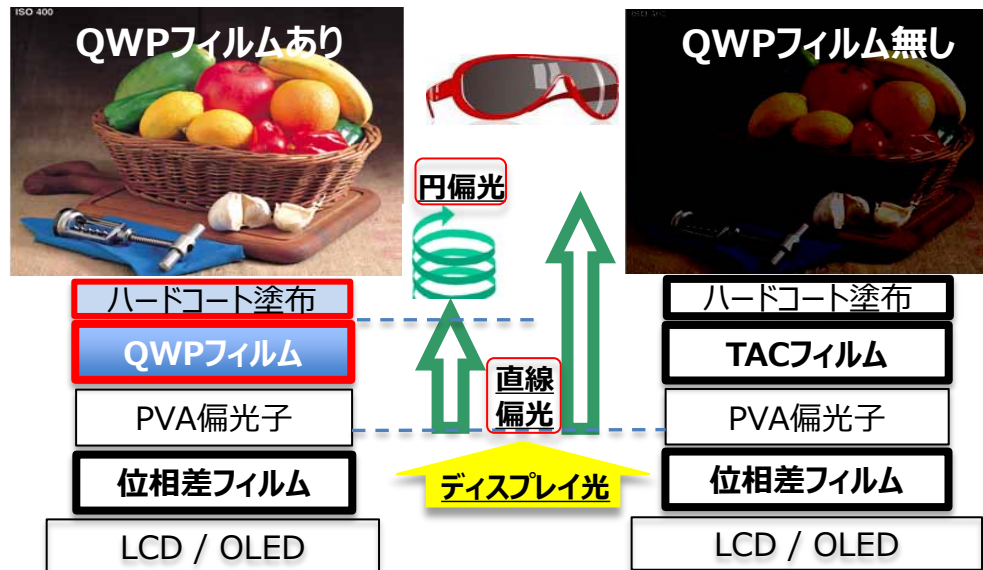 ISO 400
QWPフィルムあり
QWPフィルム無し
円偏光
ハードコート塗布
QWPフィルム
PVA偏光子
位相差フィルム
LCD / OLED
直線
偏光
ディスプレイ光
ハードコート塗布
TACフィルム
PVA偏光子
位相差フィルム
LCD / OLED